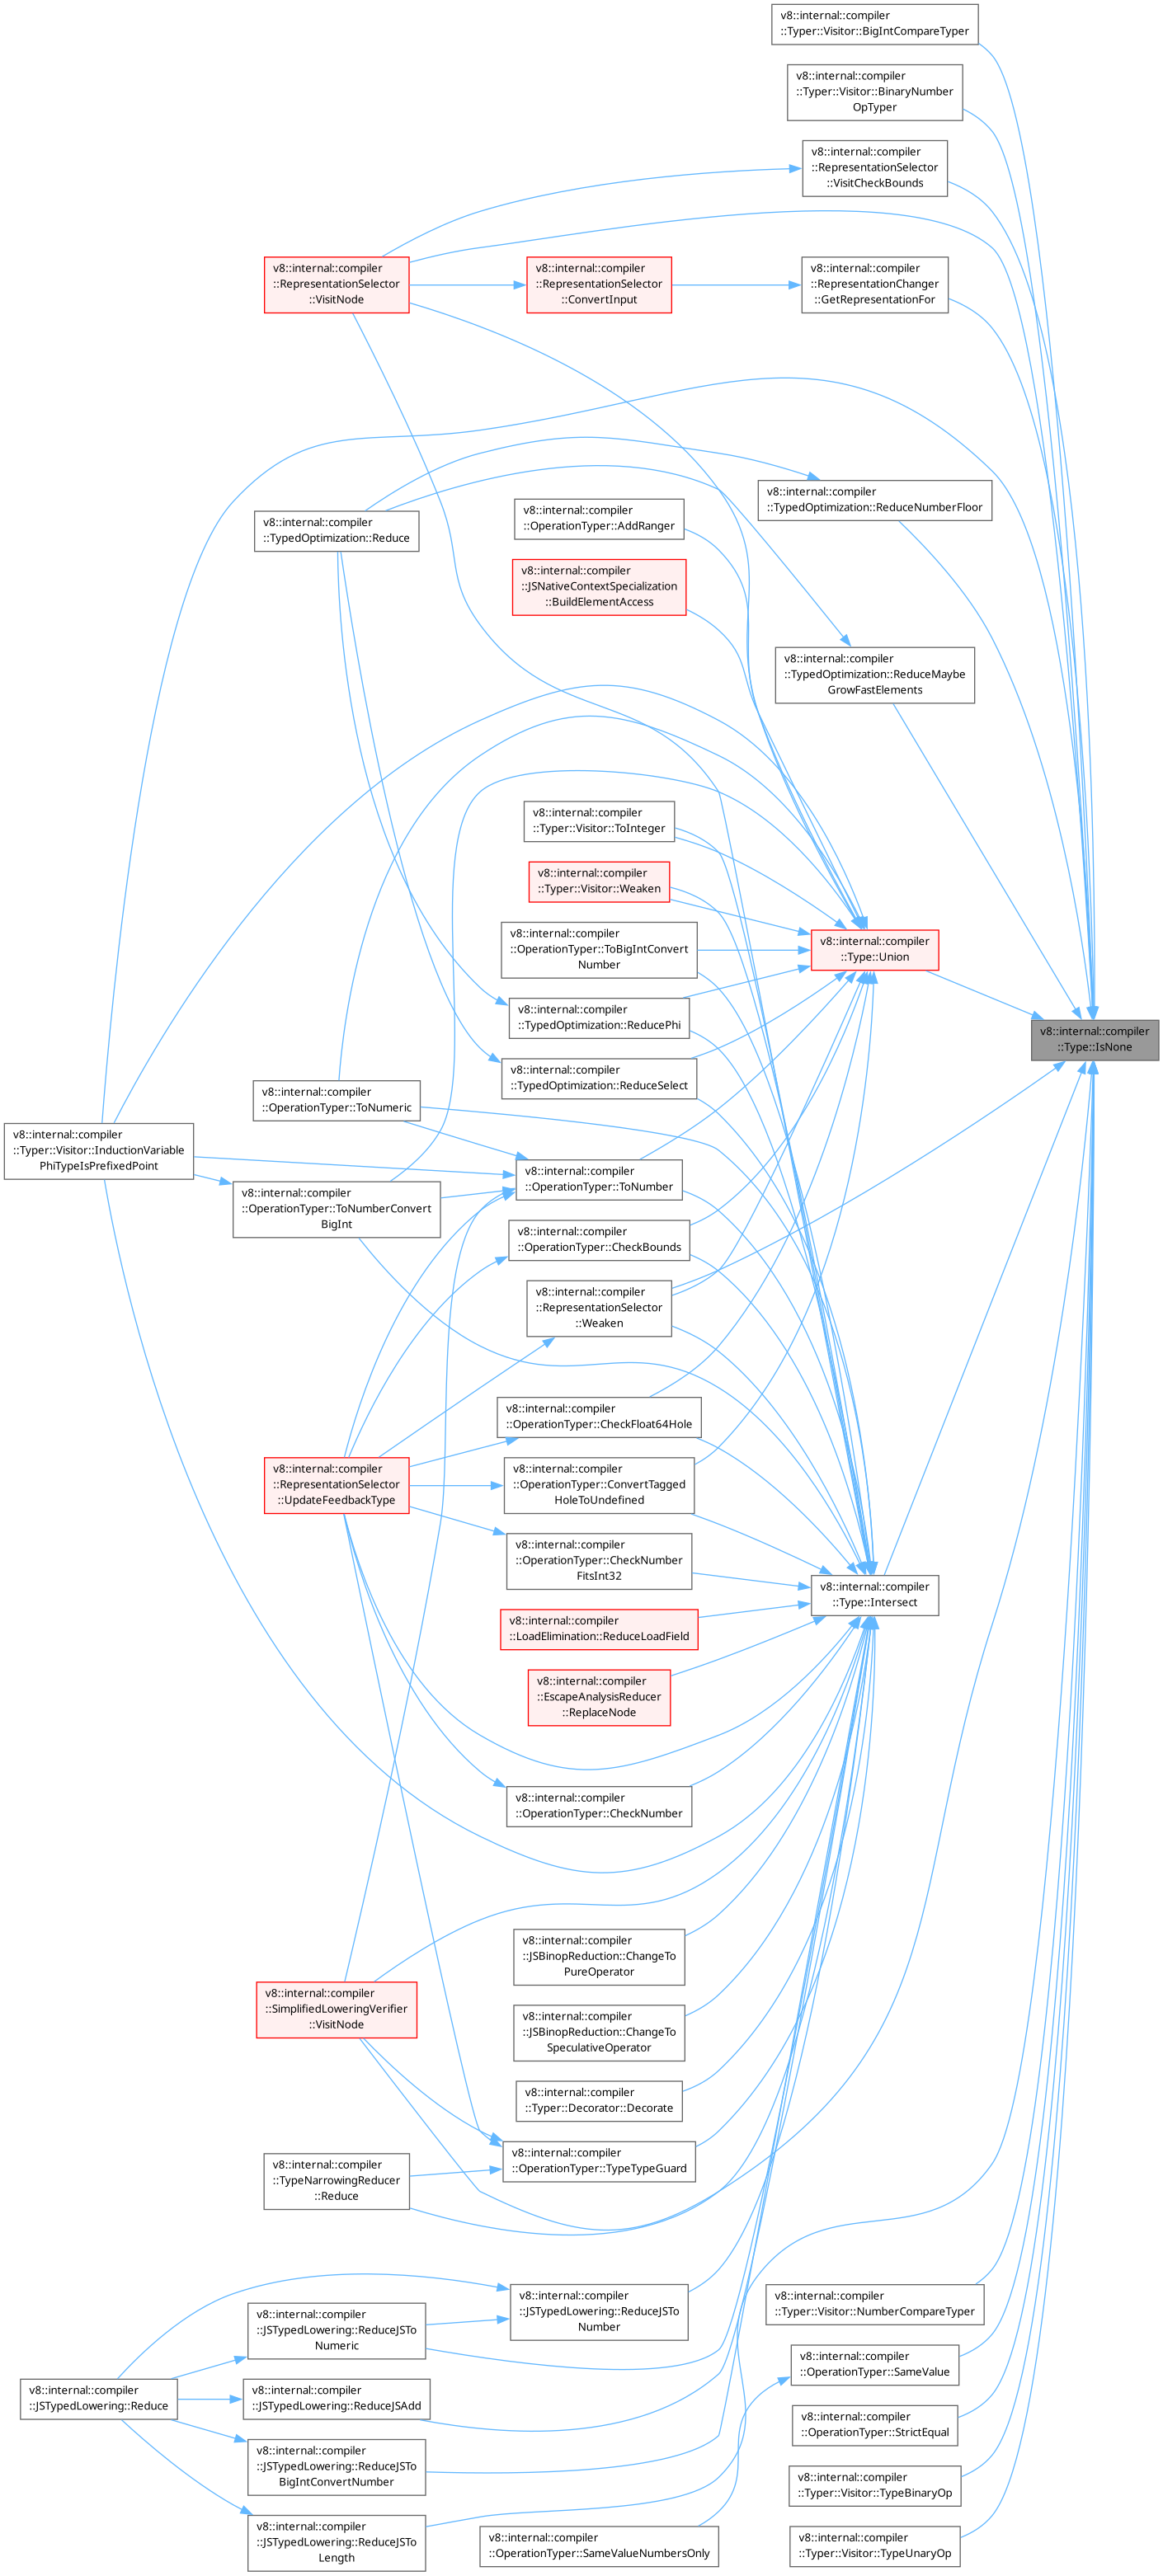 v8::internal::compiler
::Typer::Visitor::BigIntCompareTyper
v8::internal::compiler
::Typer::Visitor::BinaryNumber
OpTyper
v8::internal::compiler
::RepresentationSelector
::VisitCheckBounds
v8::internal::compiler
::RepresentationSelector
::VisitNode
v8::internal::compiler
::RepresentationSelector
::ConvertInput
v8::internal::compiler
::RepresentationChanger
::GetRepresentationFor
v8::internal::compiler
::TypedOptimization::ReduceNumberFloor
v8::internal::compiler
::OperationTyper::AddRanger
v8::internal::compiler
::TypedOptimization::Reduce
v8::internal::compiler
::JSNativeContextSpecialization
::BuildElementAccess
v8::internal::compiler
::TypedOptimization::ReduceMaybe
GrowFastElements
v8::internal::compiler
::Typer::Visitor::ToInteger
v8::internal::compiler
::Typer::Visitor::Weaken
v8::internal::compiler
::OperationTyper::ToBigIntConvert
Number
v8::internal::compiler
::Type::Union
v8::internal::compiler
::TypedOptimization::ReducePhi
v8::internal::compiler
::Type::IsNone
v8::internal::compiler
::TypedOptimization::ReduceSelect
v8::internal::compiler
::OperationTyper::ToNumeric
v8::internal::compiler
::Typer::Visitor::InductionVariable
PhiTypeIsPrefixedPoint
v8::internal::compiler
::OperationTyper::ToNumber
v8::internal::compiler
::OperationTyper::ToNumberConvert
BigInt
v8::internal::compiler
::OperationTyper::CheckBounds
v8::internal::compiler
::RepresentationSelector
::Weaken
v8::internal::compiler
::OperationTyper::CheckFloat64Hole
v8::internal::compiler
::RepresentationSelector
::UpdateFeedbackType
v8::internal::compiler
::OperationTyper::ConvertTagged
HoleToUndefined
v8::internal::compiler
::OperationTyper::CheckNumber
FitsInt32
v8::internal::compiler
::Type::Intersect
v8::internal::compiler
::LoadElimination::ReduceLoadField
v8::internal::compiler
::EscapeAnalysisReducer
::ReplaceNode
v8::internal::compiler
::OperationTyper::CheckNumber
v8::internal::compiler
::JSBinopReduction::ChangeTo
PureOperator
v8::internal::compiler
::SimplifiedLoweringVerifier
::VisitNode
v8::internal::compiler
::JSBinopReduction::ChangeTo
SpeculativeOperator
v8::internal::compiler
::Typer::Decorator::Decorate
v8::internal::compiler
::OperationTyper::TypeTypeGuard
v8::internal::compiler
::TypeNarrowingReducer
::Reduce
v8::internal::compiler
::JSTypedLowering::ReduceJSTo
Number
v8::internal::compiler
::Typer::Visitor::NumberCompareTyper
v8::internal::compiler
::JSTypedLowering::ReduceJSTo
Numeric
v8::internal::compiler
::OperationTyper::SameValue
v8::internal::compiler
::JSTypedLowering::Reduce
v8::internal::compiler
::JSTypedLowering::ReduceJSAdd
v8::internal::compiler
::OperationTyper::StrictEqual
v8::internal::compiler
::JSTypedLowering::ReduceJSTo
BigIntConvertNumber
v8::internal::compiler
::Typer::Visitor::TypeBinaryOp
v8::internal::compiler
::JSTypedLowering::ReduceJSTo
Length
v8::internal::compiler
::OperationTyper::SameValueNumbersOnly
v8::internal::compiler
::Typer::Visitor::TypeUnaryOp